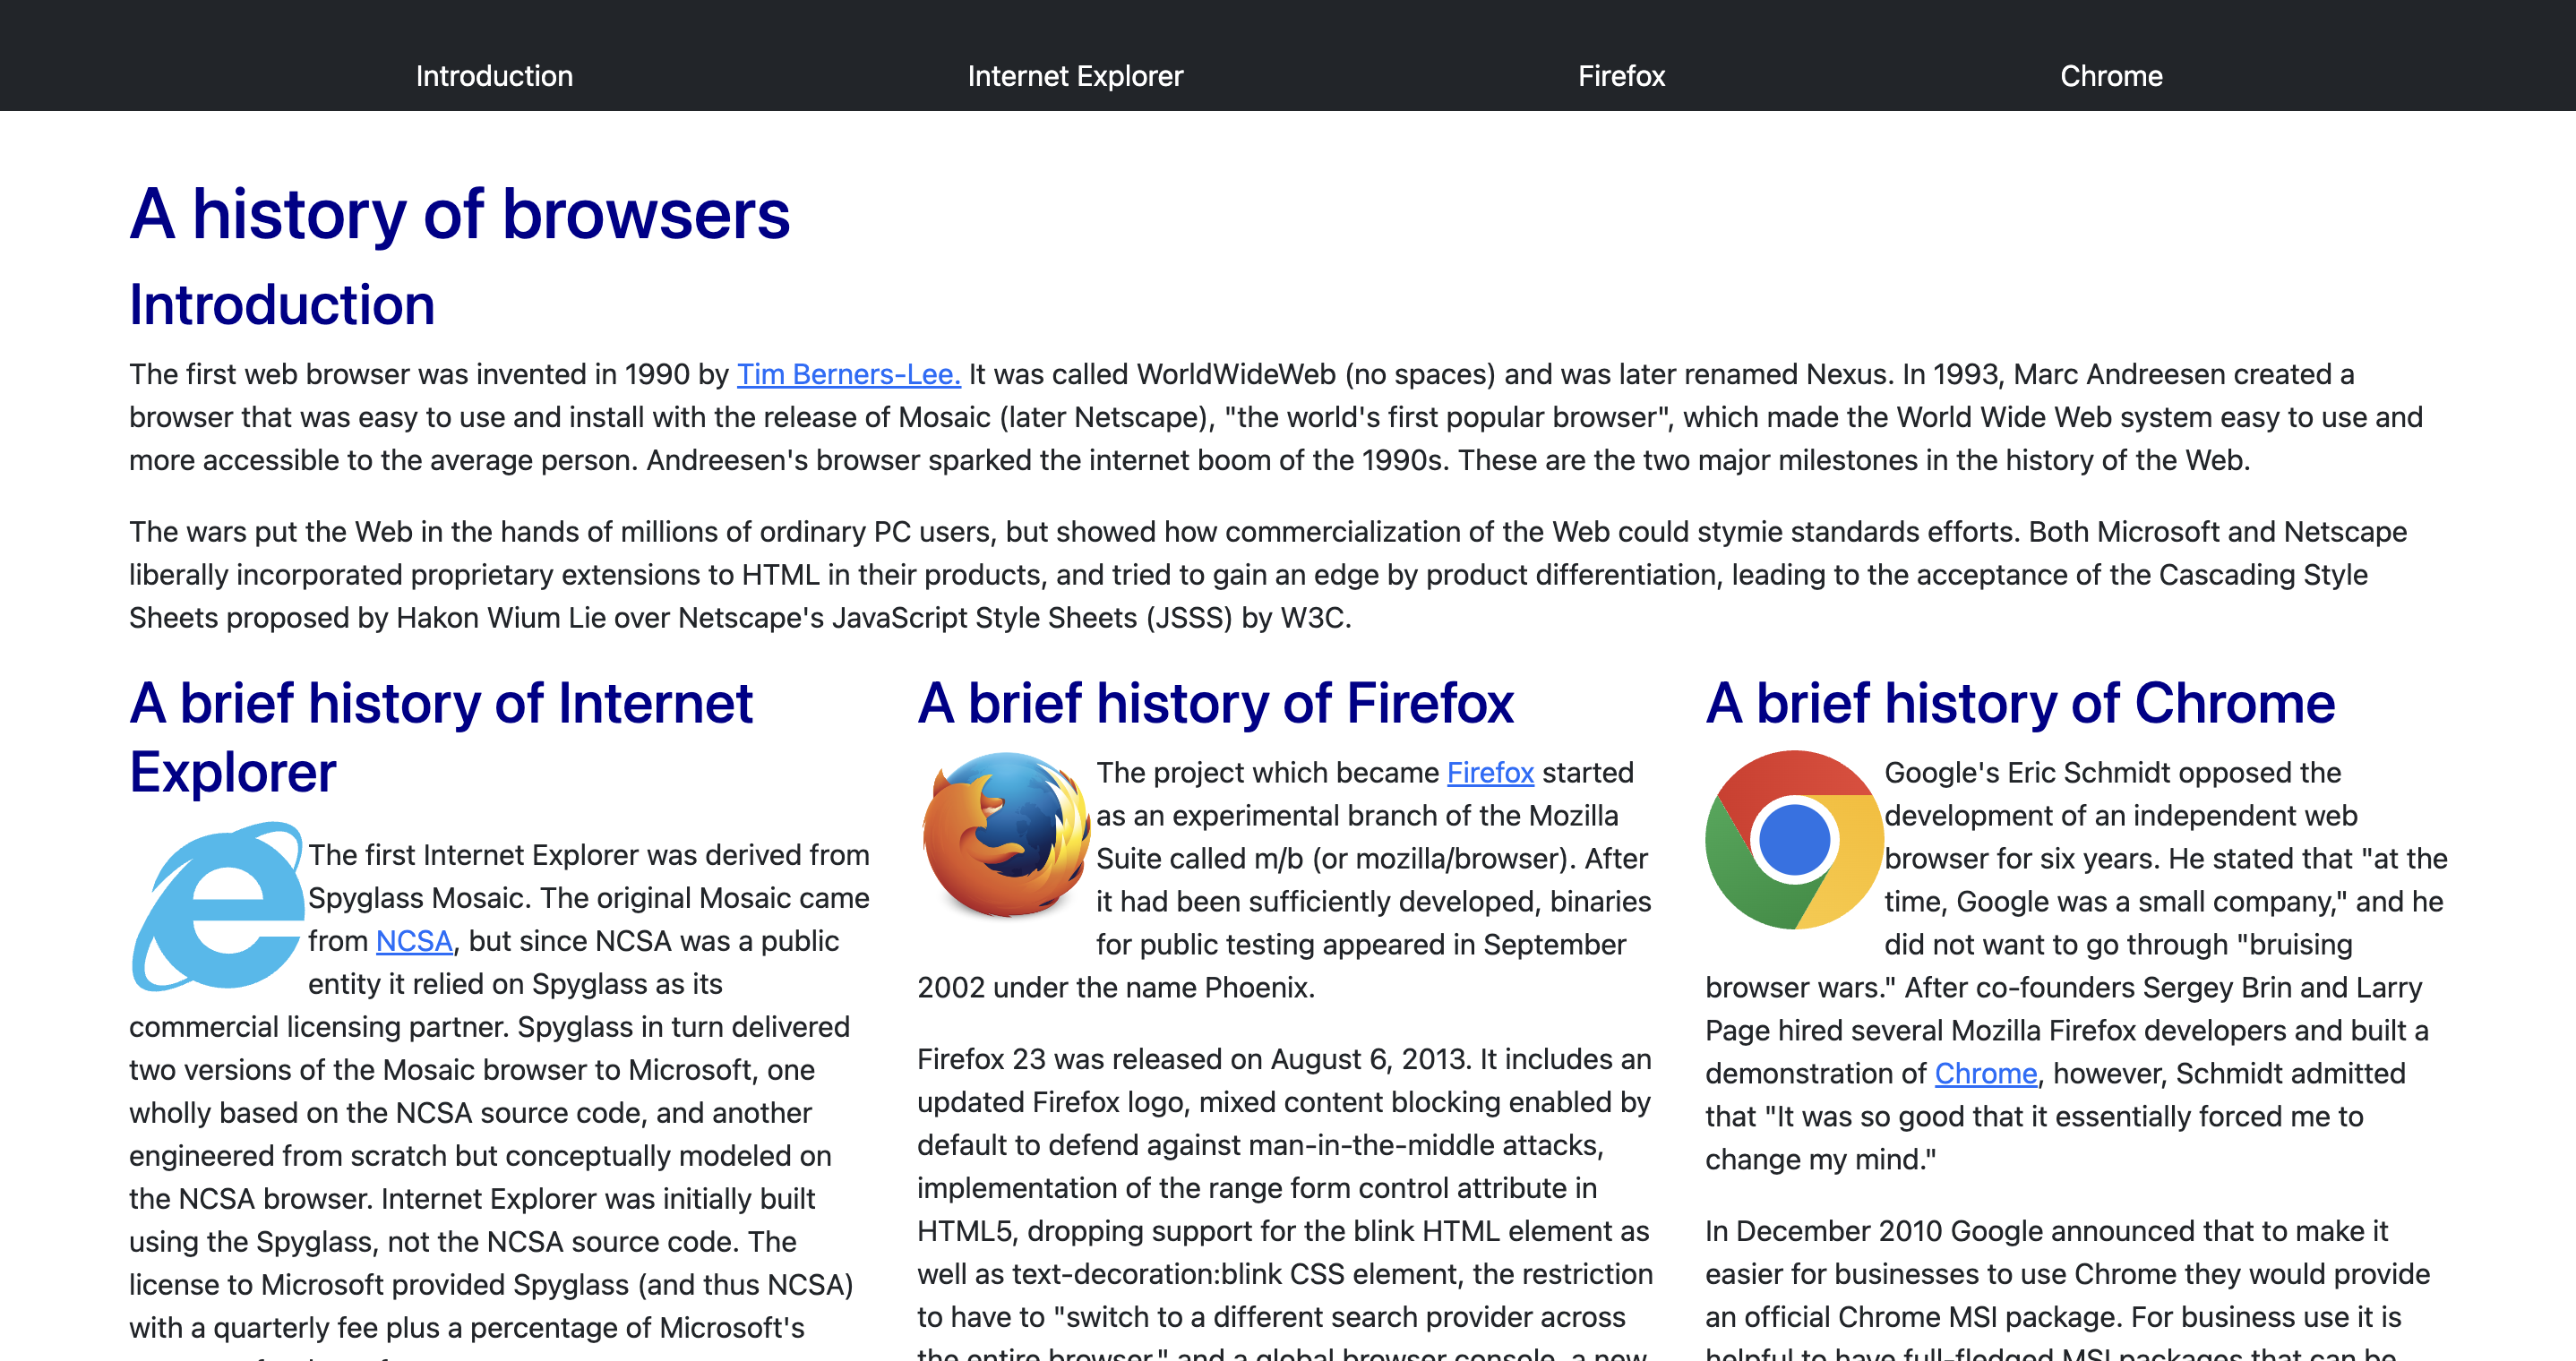 Introduction
Internet Explorer
Firefox
Chrome
A history of browsers
Introduction
The first web browser was invented in 1990 by Tim Berners-Lee. It was called WorldWideWeb (no spaces) and was later renamed Nexus. In 1993, Marc Andreesen created a
browser that was easy to use and install with the release of Mosaic (later Netscape), "the world's first popular browser", which made the World Wide Web system easy to use and
more accessible to the average person. Andreesen's browser sparked the internet boom of the 1990s. These are the two major milestones in the history of the Web.
The wars put the Web in the hands of millions of ordinary PC users, but showed how commercialization of the Web could stymie standards efforts. Both Microsoft and Netscape
liberally incorporated proprietary extensions to HTML in their products, and tried to gain an edge by product differentiation, leading to the acceptance of the Cascading Style
Sheets proposed by Hakon Wium Lie over Netscape's JavaScript Style Sheets (JSSS) by W3C.
A brief history of Internet
Explorer
The first Internet Explorer was derived from
Spyglass Mosaic. The original Mosaic came
from NCSA, but since NCSA was a public
entity it relied on Spyglass as its
commercial licensing partner. Spyglass in turn delivered
two versions of the Mosaic browser to Microsoft, one
wholly based on the NCSA source code, and another
engineered from scratch but conceptually modeled on
the NCSA browser. Internet Explorer was initially built
using the Spyglass, not the NCSA source code. The
license to Microsoft provided Spyglass (and thus NCSA)
with a quarterly fee plus a percentage of Microsoft's
A brief history of Firefox
The project which became Firefox started
as an experimental branch of the Mozilla
Suite called m/b (or mozilla/browser). After
it had been sufficiently developed, binaries
for public testing appeared in September
2002 under the name Phoenix.
Firefox 23 was released on August 6, 2013. It includes an
updated Firefox logo, mixed content blocking enabled by
default to defend against man-in-the-middle attacks,
implementation of the range form control attribute in
HTML5, dropping support for the blink HTML element as
well as text-decoration:blink CSS element, the restriction
to have to "switch to a different search provider across
the entire browser," and a global browser console, a new
A brief history of Chrome
Google's Eric Schmidt opposed the
development of an independent web
browser for six years. He stated that "at the
time, Google was a small company," and he
did not want to go through "bruising
browser wars." After co-founders Sergey Brin and Larry
Page hired several Mozilla Firefox developers and built a
demonstration of Chrome, however, Schmidt admitted
that "It was so good that it essentially forced me to
change my mind."
In December 2010 Google announced that to make it
easier for businesses to use Chrome they would provide
an official Chrome MSI package. For business use it is
helpful to have full-fledged MSI packages that can be